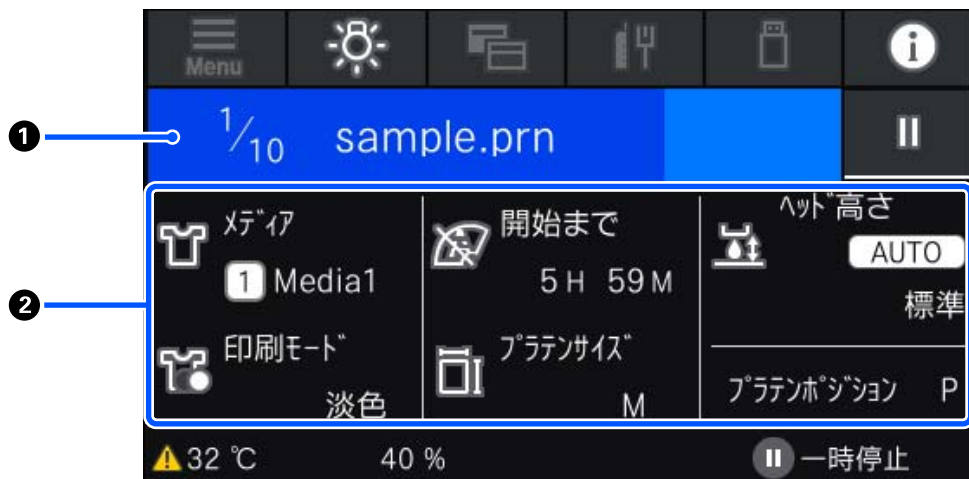 Menu
1
1/10 sample.prn
2
メディア
1 Media1
印刷モード
淡色
開始まで
5H 59M
プラテンサイズ
M
ヘッド高さ
AUTO
標準
プラテンポジション P
32 ℃ 40 % 一時停止